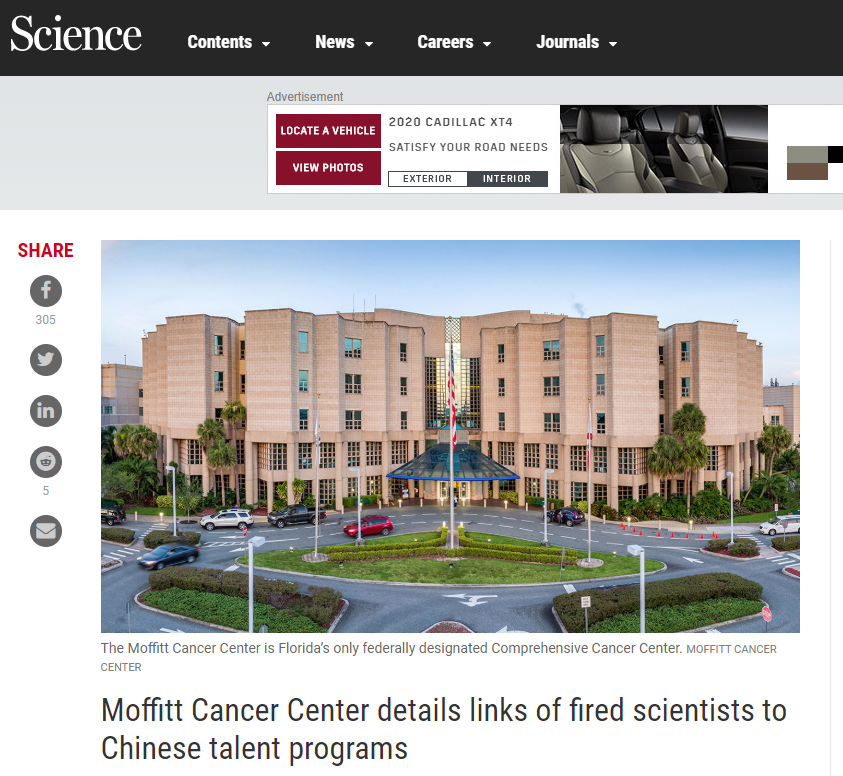 Science
Contents News Careers Journals
Advertisement
LOCATE A VEHICLE
VIEW PHOTOS
2020 CADILLAC XT4
SATISFY YOUR ROAD NEEDS
EXTERIOR INTERIOR
SHARE
305
5
The Moffitt Cancer Center is Florida’s only federally designated Comprehensive Cancer Center. MOFFITT CANCER
CENTER
Moffitt Cancer Center details links of fired scientists to
Chinese talent programs